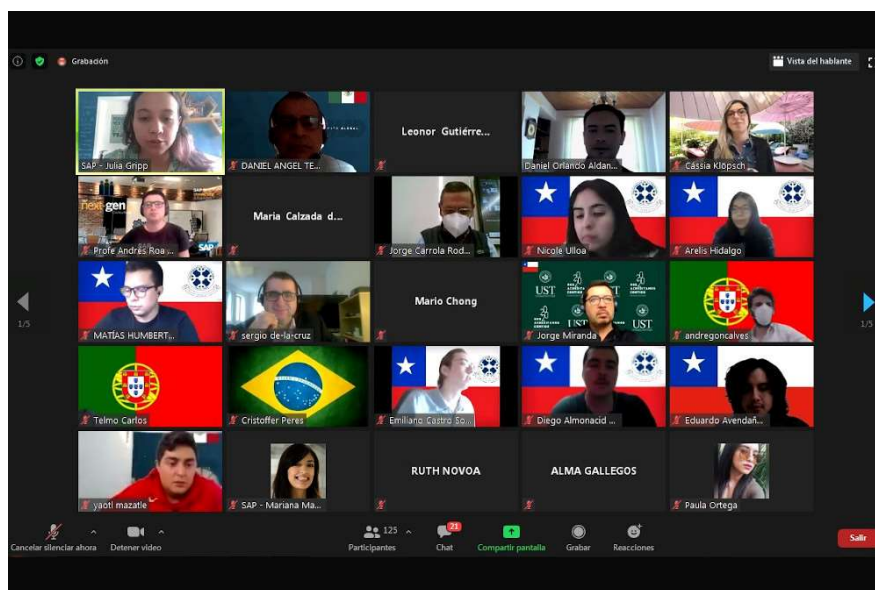 Grabación
Vista del hablante
SAP - Julia Gripp
DANIEL ANGEL TE...
Leonor Gutiérre...
Daniel Orlando Aldan...
Cássia Klöpsch
next-gen
SAP
Profe Andrés Roa ...
Maria Calzada d...
Jorge Carrola Rod...
Nicole Ulloa
Arelis Hidalgo
MATÍAS HUMBERT...
sergio de-la-cruz
Mario Chong
UST
UST
UST
Jorge Miranda
andregoncalves
1/5
1/5
Telmo Carlos
Cristoffer Peres
Emiliano Castro So...
Diego Almonacid ...
Eduardo Avendañ...
yaotl mazatle
SAP - Mariana Ma...
RUTH NOVOA
ALMA GALLEGOS
Paula Ortega
Cancelar silenciar ahora
Detener video
125
Participantes
21
Chat
Compartir pantalla
Grabar
Reacciones
Salir